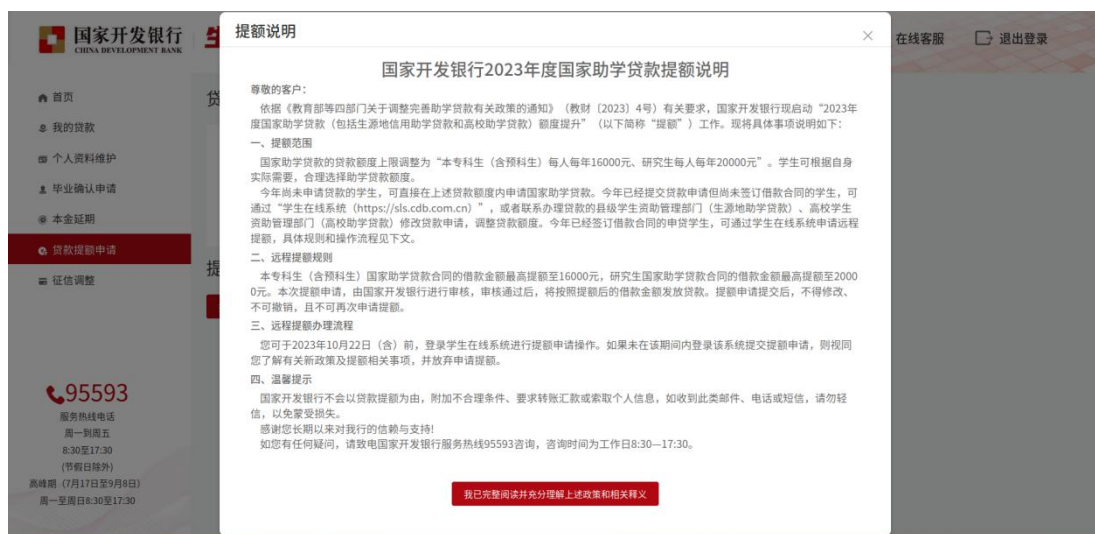 国家开发银行
CHINA DEVELOPMENT BANK
在线客服
退出登录
首页
我的贷款
个人资料维护
毕业确认申请
本金延期
贷款提额申请
征信调整
95593
服务热线电话
周一到周五
8:30至17:30
(节假日除外)
高峰期（7月17日至9月8日）
周一至周日8:30至17:30
贷
提
提额说明
国家开发银行2023年度国家助学贷款提额说明
尊敬的客户：
依据《教育部等四部门关于调整完善助学贷款有关政策的通知》（教财〔2023〕4号）有关要求，国家开发银行现启动“2023年
度国家助学贷款（包括生源地信用助学贷款和高校助学贷款）额度提升”（以下简称“提额”）工作。现将具体事项说明如下：
一、提额范围
国家助学贷款的贷款额度上限调整为“本专科生（含预科生）每人每年16000元、研究生每人每年20000元”。学生可根据自身
实际需要，合理选择助学贷款额度。
今年尚未申请贷款的学生，可直接在上述贷款额度内申请国家助学贷款。今年已经提交贷款申请但尚未签订借款合同的学生，可
通过“学生在线系统（https://sls.cdb.com.cn）”，或者联系办理贷款的县级学生资助管理部门（生源地助学贷款）、高校学生
资助管理部门（高校助学贷款）修改贷款申请，调整贷款额度。今年已经签订借款合同的申贷学生，可通过学生在线系统申请远程
提额，具体规则和操作流程见下文。
二、远程提额规则
本专科生（含预科生）国家助学贷款合同的借款金额最高提额至16000元，研究生国家助学贷款合同的借款金额最高提额至2000
0元。本次提额申请，由国家开发银行进行审核，审核通过后，将按照提额后的借款金额发放贷款。提额申请提交后，不得修改、
不可撤销，且不可再次申请提额。
三、远程提额办理流程
您可于2023年10月22日（含）前，登录学生在线系统进行提额申请操作。如果未在该期间内登录该系统提交提额申请，则视同
您了解有关新政策及提额相关事项，并放弃申请提额。
四、温馨提示
国家开发银行不会以贷款提额为由，附加不合理条件、要求转账汇款或索取个人信息，如收到此类邮件、电话或短信，请勿轻
信，以免蒙受损失。
感谢您长期以来对我行的信赖与支持!
如您有任何疑问，请致电国家开发银行服务热线95593咨询，咨询时间为工作日8:30—17:30。
我已完整阅读并充分理解上述政策和相关释义